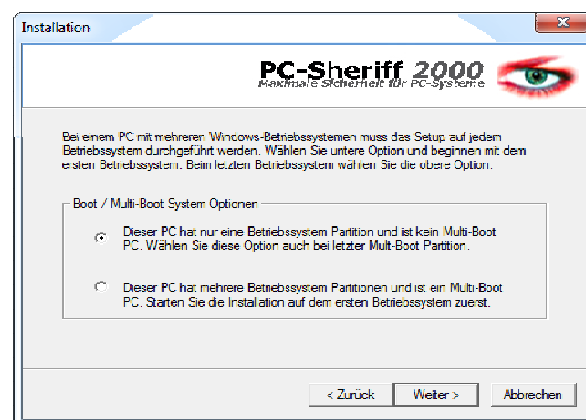 Installation
PC-Sheriff 2000
Maximale Sicherheit für PC-Systeme
Bei einem PC mit mehreren Windows-Betriebssystemen muss das Setup auf jedem
Betriebssystem durchgeführt werden. Wählen Sie untere Option und beginnen mit dem
ersten Betriebssystem. Beim letzten Betriebssystem wählen Sie die obere Option.
Boot / Multi-Boot System Optionen
Dieser PC hat nur eine Betriebssystem Partition und ist kein Multi-Boot
PC. Wählen Sie diese Option auch bei letzter Mult-Boot Partition.
Dieser PC hat mehrere Betriebssystem Partitionen und ist ein Multi-Boot
PC. Starten Sie die Installation auf dem ersten Betriebssystem zuerst.
< Zurück
Weiter >
Abbrechen